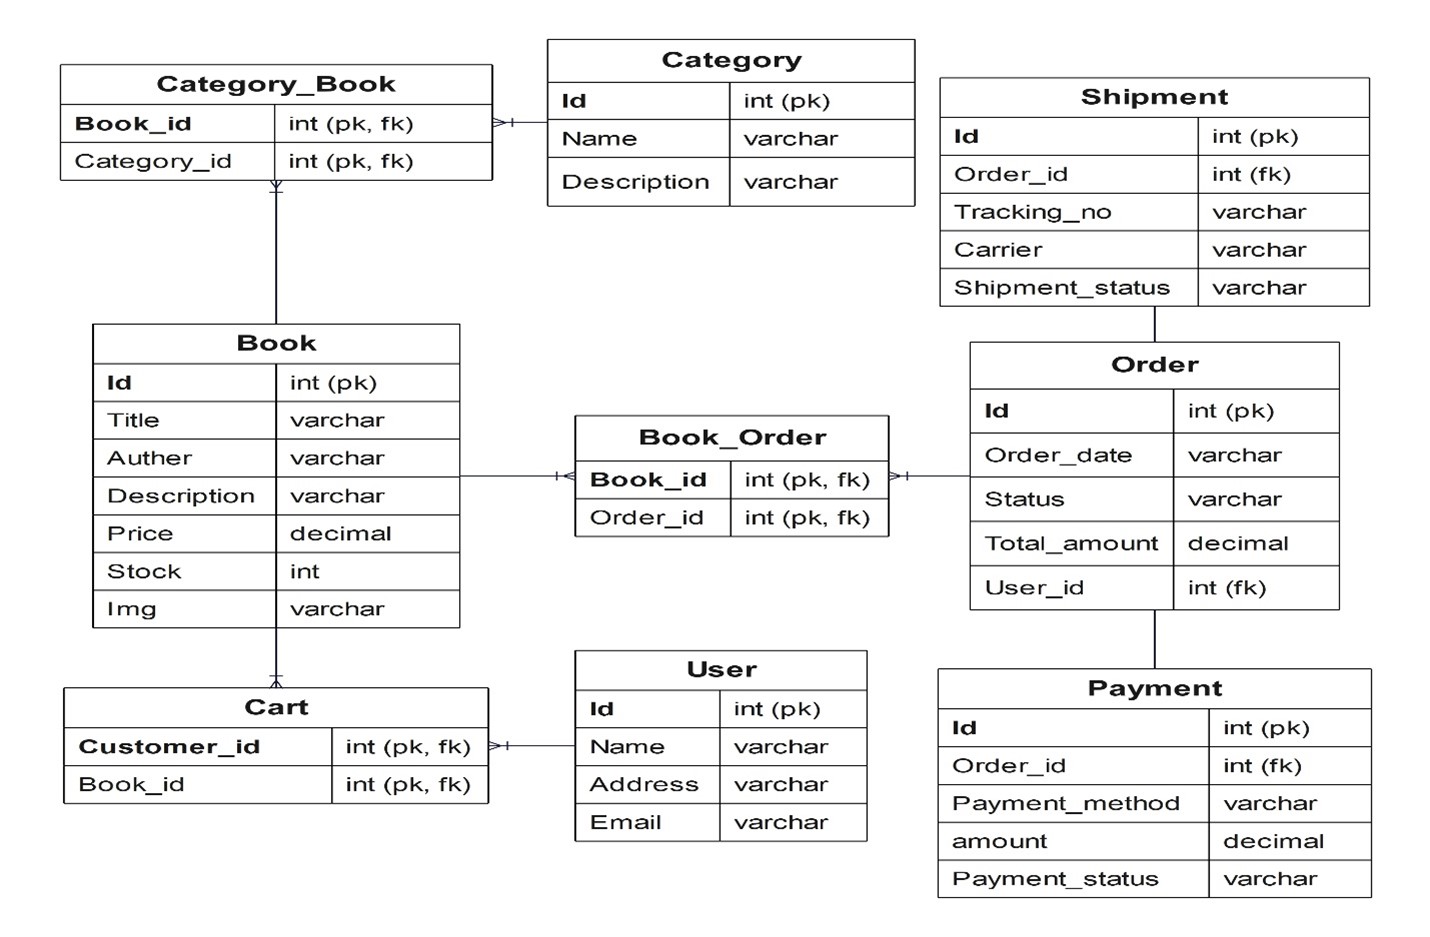 Category_Book
Book_id int (pk, fk)
Category_id int (pk, fk)
Category
Id int (pk)
Name varchar
Description varchar
Shipment
Id int (pk)
Order_id int (fk)
Tracking_no varchar
Carrier varchar
Shipment_status varchar
Book
Id int (pk)
Title varchar
Auther varchar
Description varchar
Price decimal
Stock int
Img varchar
Book_Order
Book_id int (pk, fk)
Order_id int (pk, fk)
Order
Id int (pk)
Order_date varchar
Status varchar
Total_amount decimal
User_id int (fk)
Cart
Customer_id int (pk, fk)
Book_id int (pk, fk)
User
Id int (pk)
Name varchar
Address varchar
Email varchar
Payment
Id int (pk)
Order_id int (fk)
Payment_method varchar
amount decimal
Payment_status varchar